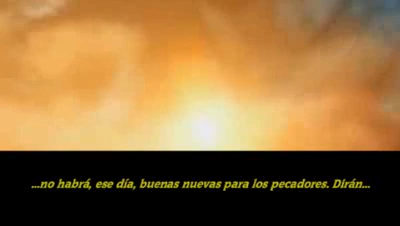 ...no habrá, ese día, buenas nuevas para los pecadores. Dirán...